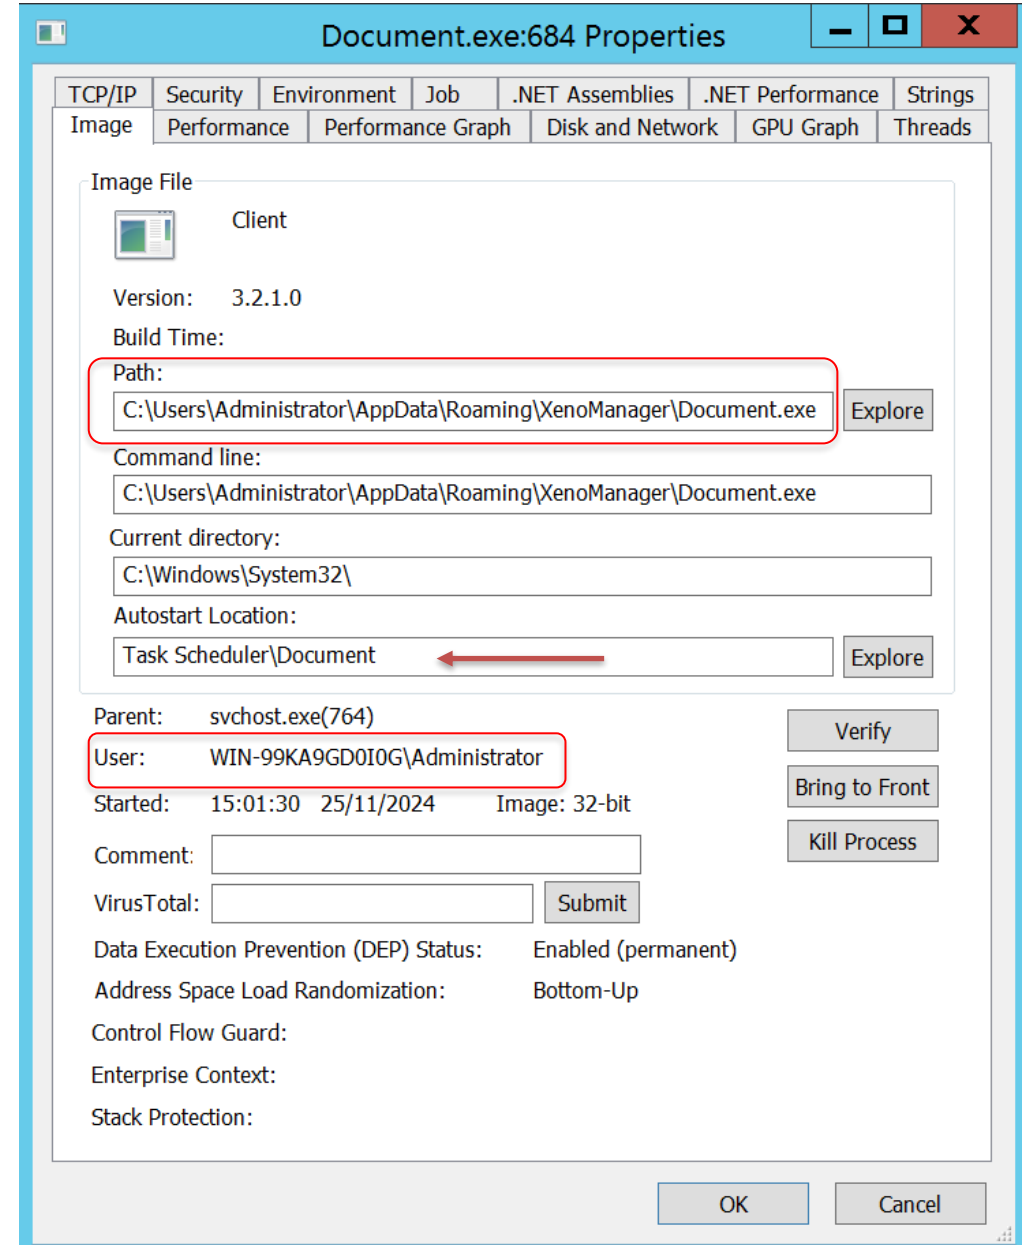 Document.exe:684 Properties
TCP/IP Security Environment Job .NET Assemblies .NET Performance Strings
Image Performance Performance Graph Disk and Network GPU Graph Threads
Image File
Client
Version: 3.2.1.0
Build Time:
Path:
C:\Users\Administrator\AppData\Roaming\XenoManager\Document.exe Explore
Command line:
C:\Users\Administrator\AppData\Roaming\XenoManager\Document.exe
Current directory:
C:\Windows\System32\
Autostart Location:
Task Scheduler\Document Explore
Parent: svchost.exe(764)
Verify
User: WIN-99KA9GD0I0G\Administrator
Bring to Front
Started: 15:01:30 25/11/2024 Image: 32-bit
Kill Process
Comment:
VirusTotal: Submit
Data Execution Prevention (DEP) Status: Enabled (permanent)
Address Space Load Randomization: Bottom-Up
Control Flow Guard:
Enterprise Context:
Stack Protection:
OK Cancel